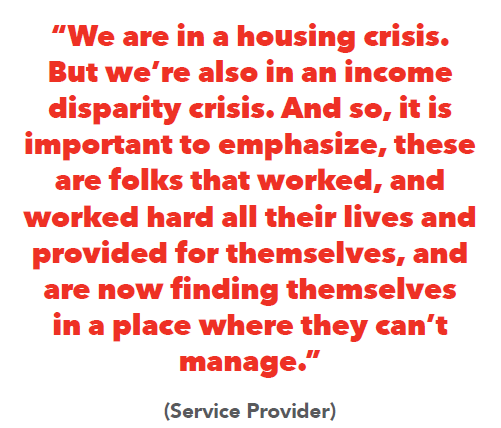 “We are in a housing crisis.
But we’re also in an income
disparity crisis. And so, it is
important to emphasize, these
are folks that worked, and
worked hard all their lives and
provided for themselves, and
are now finding themselves
in a place where they can’t
manage.”
(Service Provider)